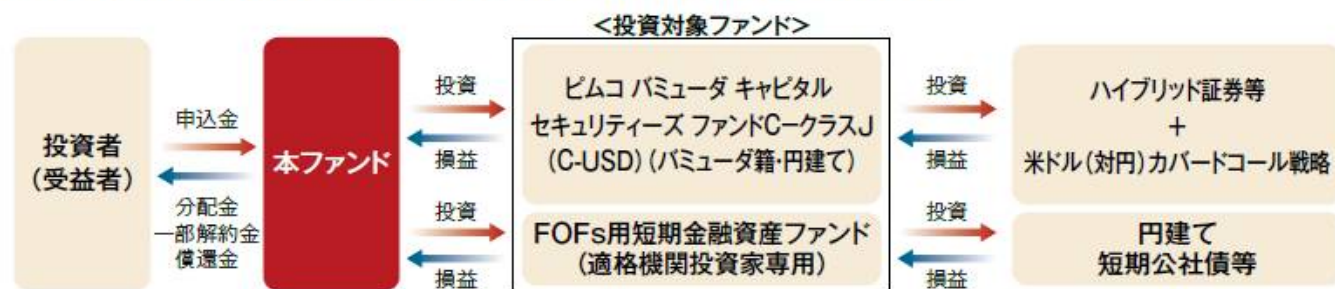 ＜投資対象ファンド＞
投資者
（受益者）
申込金
分配金
一部解約金
償還金
本ファンド
投資
損益
投資
損益
ピムコ バミューダ キャピタル
セキュリティーズ ファンドCークラスJ
（C-USD）（バミューダ籍・円建て）
FOFs用短期金融資産ファンド
（適格機関投資家専用）
投資
損益
投資
損益
ハイブリッド証券等
+
米ドル（対円）カバードコール戦略
円建て
短期公社債等